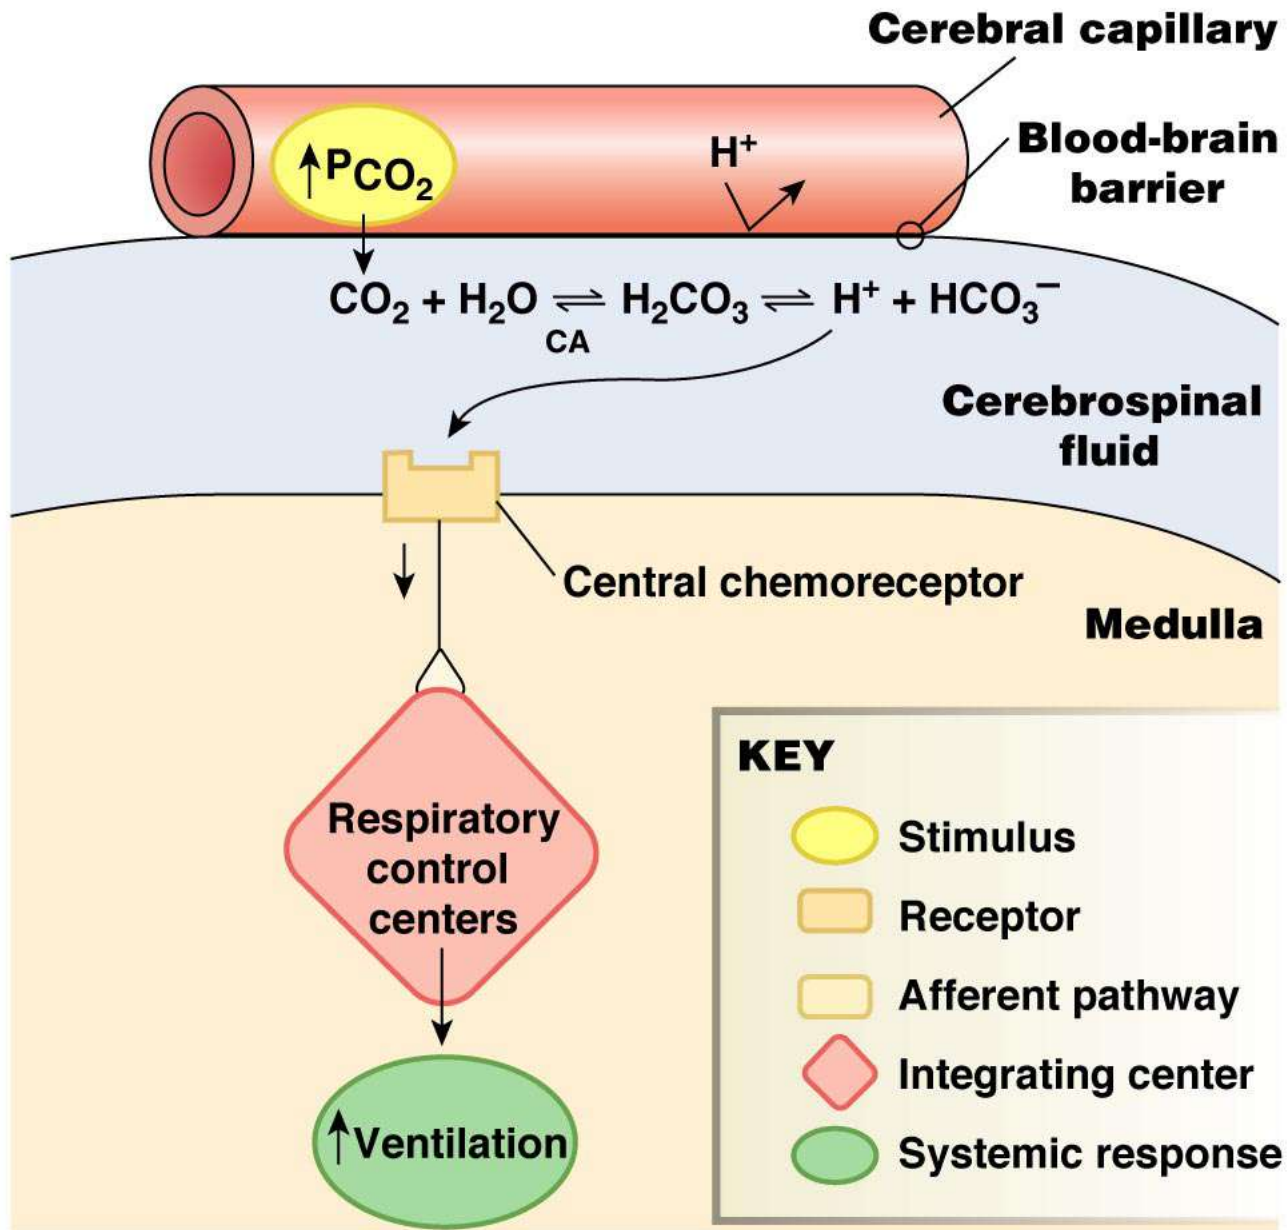 Cerebral capillary
Blood-brain
barrier
↑PCO₂
H⁺
CO₂ + H₂O ⇌ H₂CO₃ ⇌ H⁺ + HCO₃⁻
CA
Cerebrospinal
fluid
Central chemoreceptor
Medulla
Respiratory
control
centers
↑Ventilation
KEY
Stimulus
Receptor
Afferent pathway
Integrating center
Systemic response